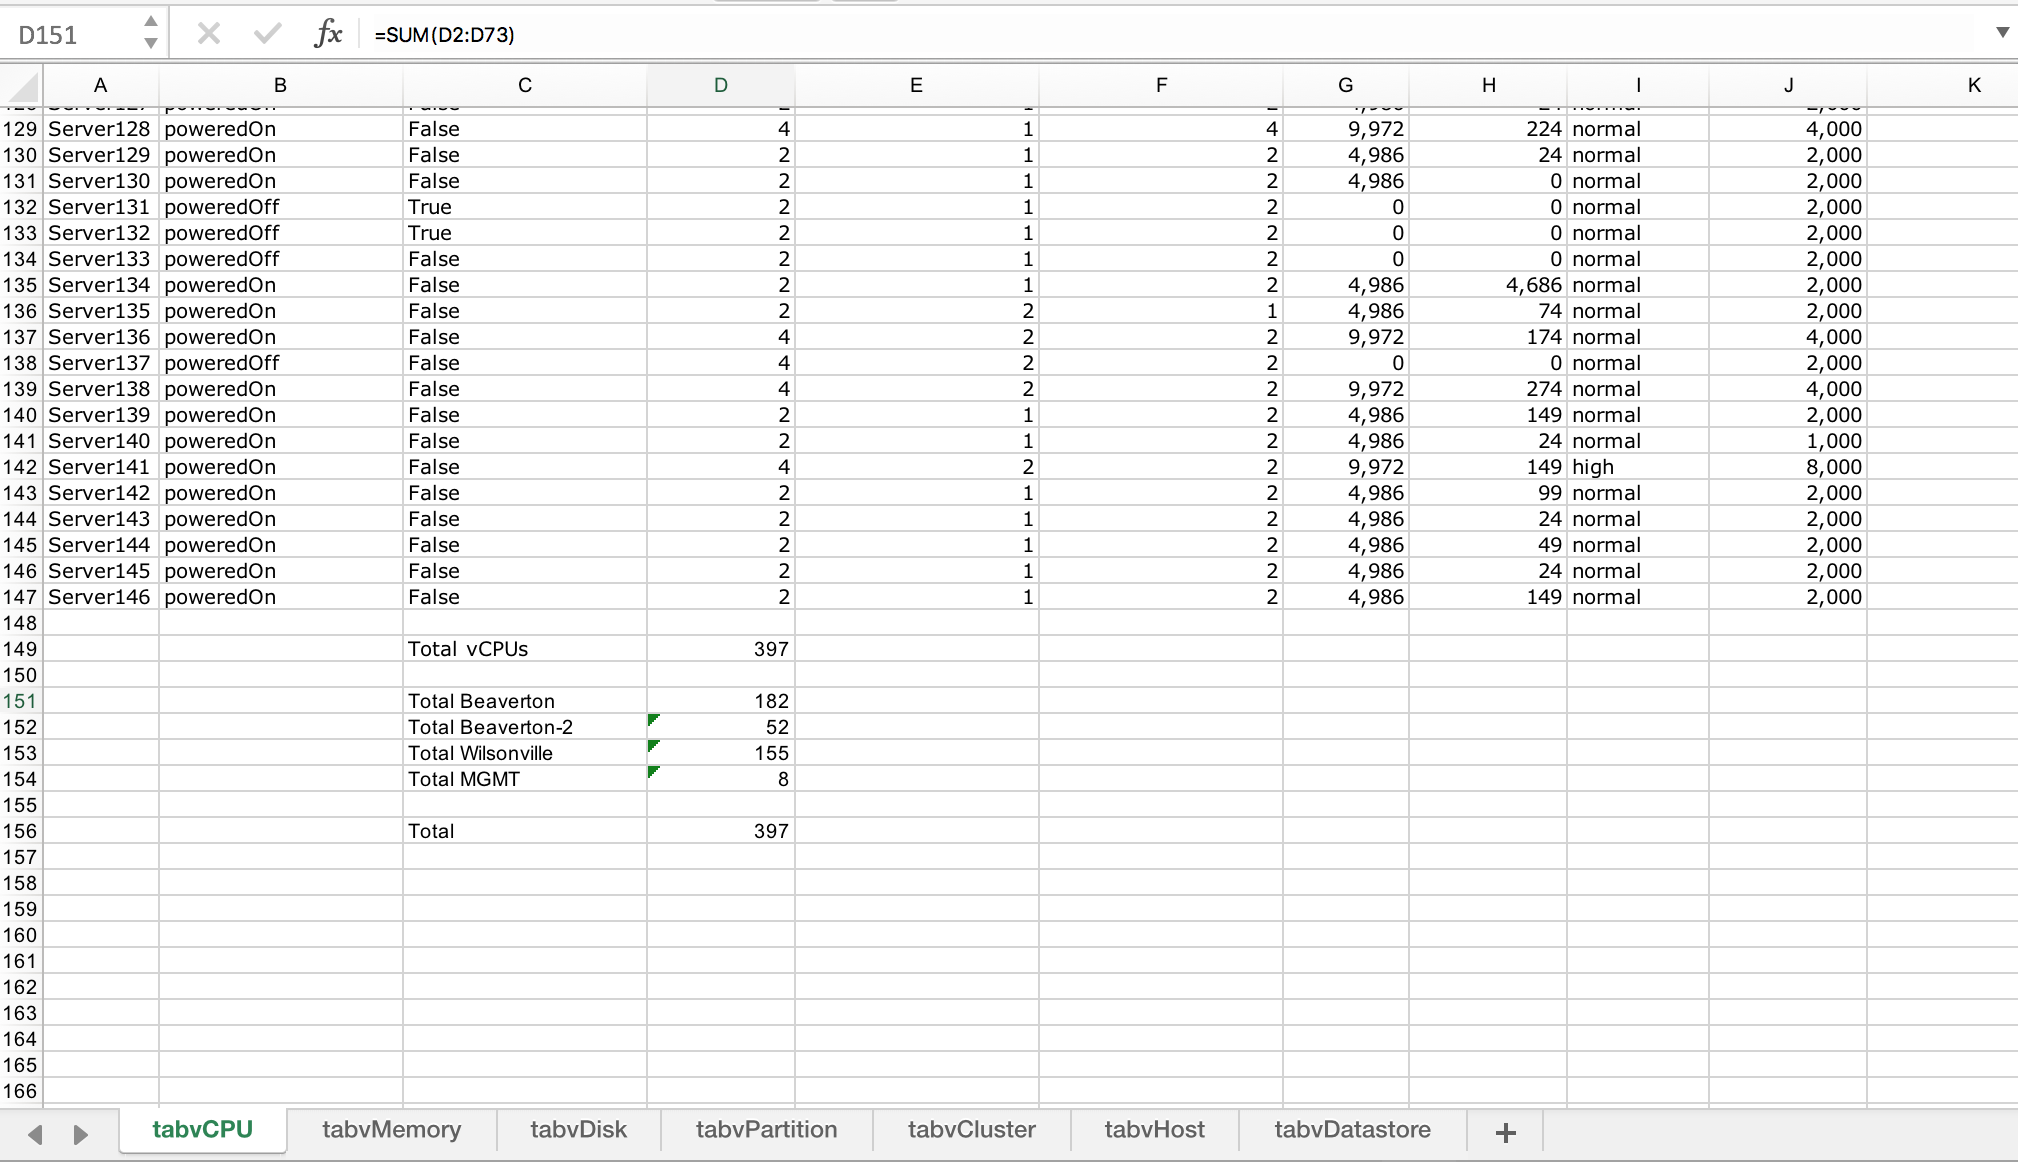 D151 fx =SUM(D2:D73)
A B C D E F G H I J K
129 Server128 poweredOn False 4 1 4 9,972 224 normal 4,000
130 Server129 poweredOn False 2 1 2 4,986 24 normal 2,000
131 Server130 poweredOn False 2 1 2 4,986 0 normal 2,000
132 Server131 poweredOff True 2 1 2 0 0 normal 2,000
133 Server132 poweredOff True 2 1 2 0 0 normal 2,000
134 Server133 poweredOff False 2 1 2 0 0 normal 2,000
135 Server134 poweredOn False 2 1 2 4,986 4,686 normal 2,000
136 Server135 poweredOn False 2 2 1 4,986 74 normal 2,000
137 Server136 poweredOn False 4 2 2 9,972 174 normal 4,000
138 Server137 poweredOff False 4 2 2 0 0 normal 2,000
139 Server138 poweredOn False 4 2 2 9,972 274 normal 4,000
140 Server139 poweredOn False 2 1 2 4,986 149 normal 2,000
141 Server140 poweredOn False 2 1 2 4,986 24 normal 1,000
142 Server141 poweredOn False 4 2 2 9,972 149 high 8,000
143 Server142 poweredOn False 2 1 2 4,986 99 normal 2,000
144 Server143 poweredOn False 2 1 2 4,986 24 normal 2,000
145 Server144 poweredOn False 2 1 2 4,986 49 normal 2,000
146 Server145 poweredOn False 2 1 2 4,986 24 normal 2,000
147 Server146 poweredOn False 2 1 2 4,986 149 normal 2,000
148
149 Total vCPUs 397
150
151 Total Beaverton 182
152 Total Beaverton-2 52
153 Total Wilsonville 155
154 Total MGMT 8
155
156 Total 397
157
158
159
160
161
162
163
164
165
166
tabvCPU tabvMemory tabvDisk tabvPartition tabvCluster tabvHost tabvDatastore +